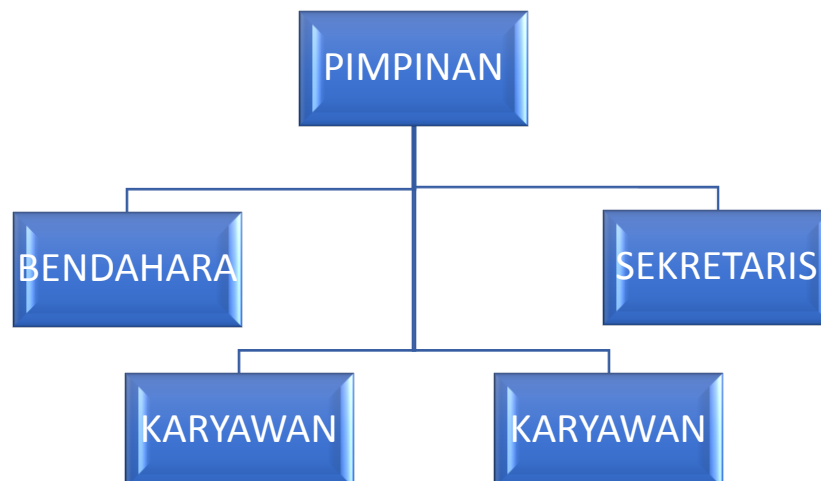 PIMPINAN
BENDAHARA
SEKRETARIS
KARYAWAN
KARYAWAN